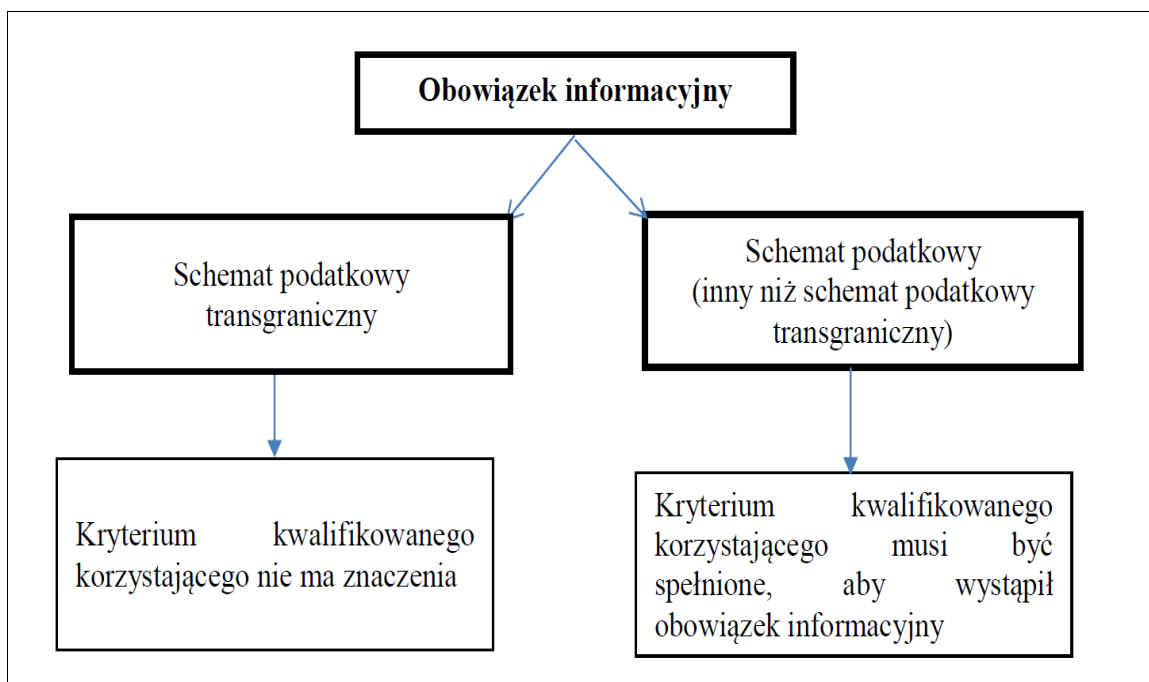 Obowiązek informacyjny
Schemat podatkowy
transgraniczny
Schemat podatkowy
(inny niż schemat podatkowy
transgraniczny)
Kryterium kwalifikowanego
korzystającego nie ma znaczenia
Kryterium kwalifikowanego
korzystającego musi być
spełnione, aby wystąpił
obowiązek informacyjny